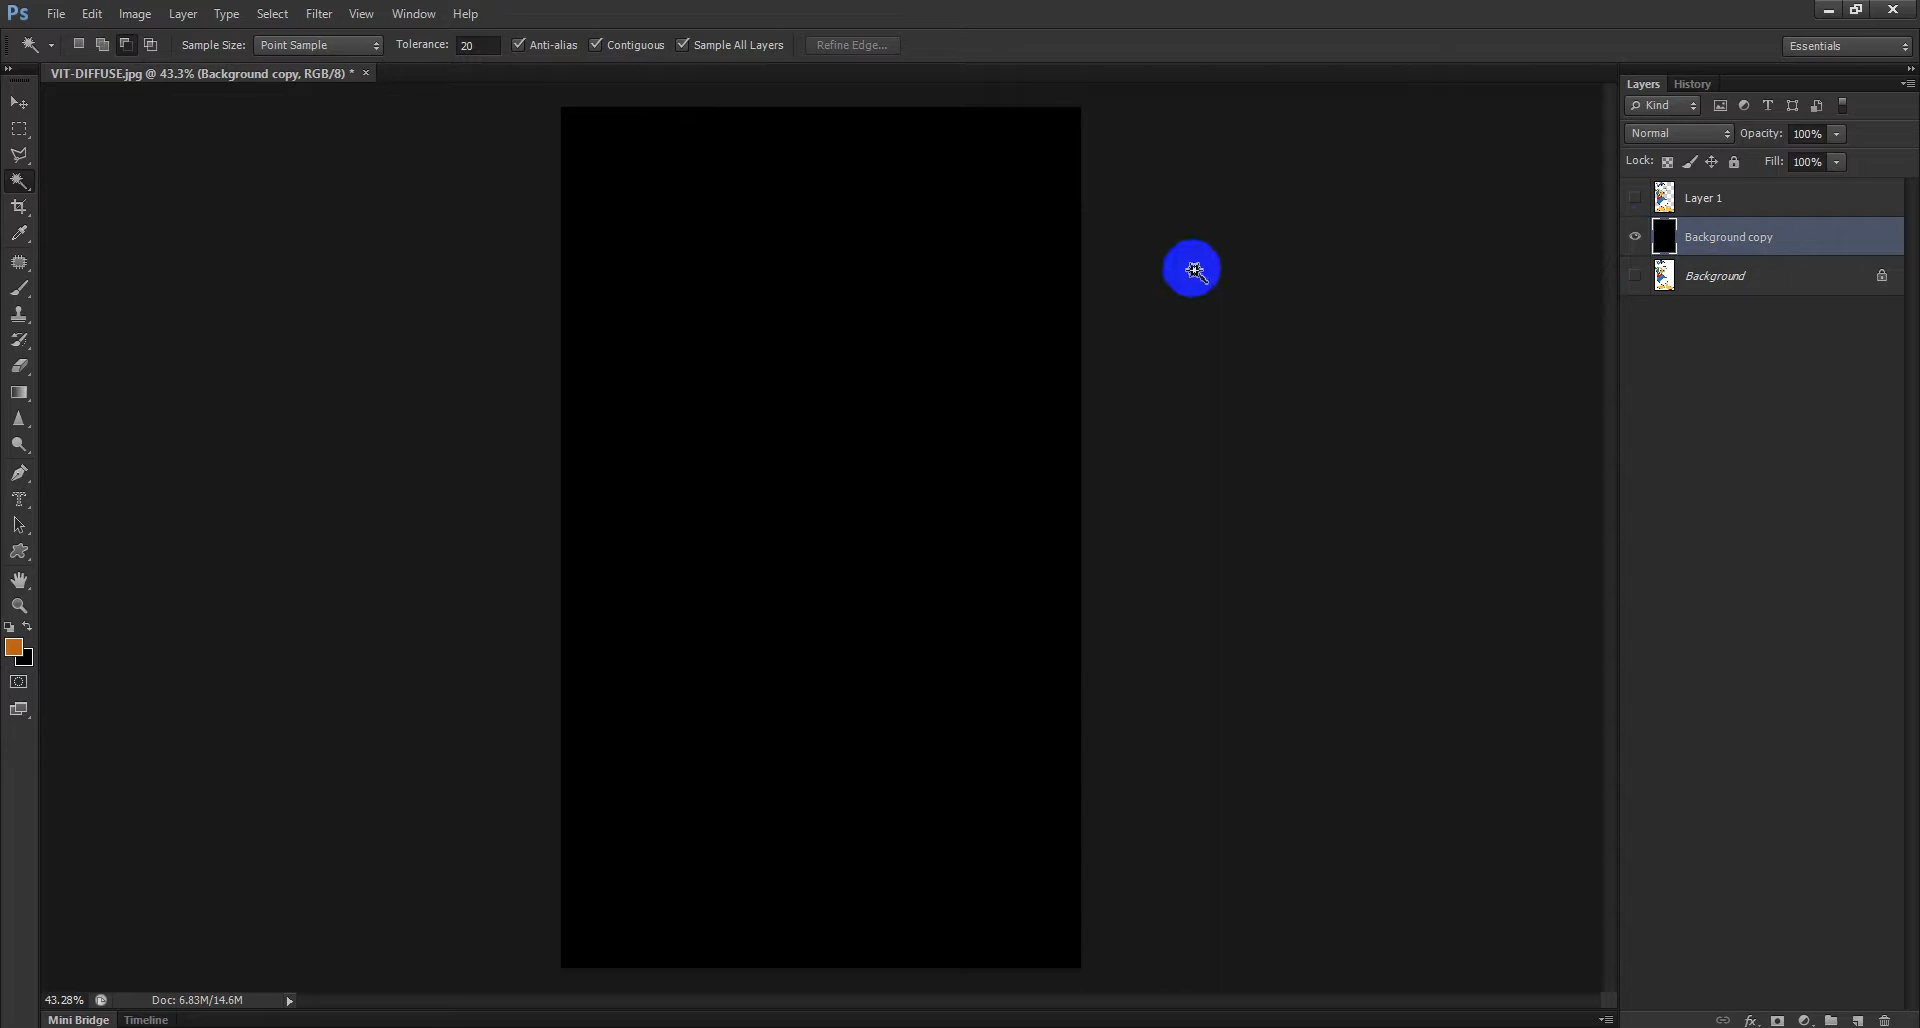 Ps File Edit Image Layer Type Select Filter View Window Help
Sample Size: Point Sample Tolerance: 20 Anti-alias Contiguous Sample All Layers Refine Edge... Essentials
VIT-DIFFUSE.jpg @ 43.3% (Background copy, RGB/8) * ×
Layers History
Kind
Normal Opacity: 100%
Lock: Fill: 100%
Layer 1
Background copy
Background
43.28% Doc: 6.83M/14.6M
Mini Bridge Timeline